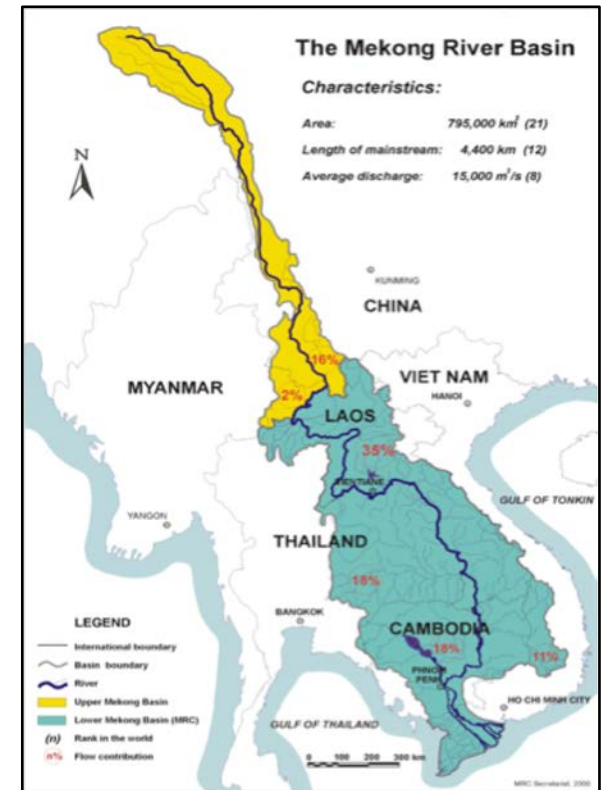 The Mekong River Basin
Characteristics:
Area: 795,000 km² (21)
Length of mainstream: 4,400 km (12)
Average discharge: 15,000 m³/s (8)
N
KUNMING
CHINA
16%
MYANMAR
2%
VIET NAM
HANOI
LAOS
35%
VIENTIANE
GULF OF TONKIN
YANGON
THAILAND
18%
BANGKOK
CAMBODIA
18%
11%
PHNOM
PENH
HO CHI MINH CITY
GULF OF THAILAND
LEGEND
International boundary
Basin boundary
River
Upper Mekong Basin
Lower Mekong Basin (MRC)
(n) Rank in the world
n% Flow contribution
0 100 200 300 km
MRC Secretariat, 2000